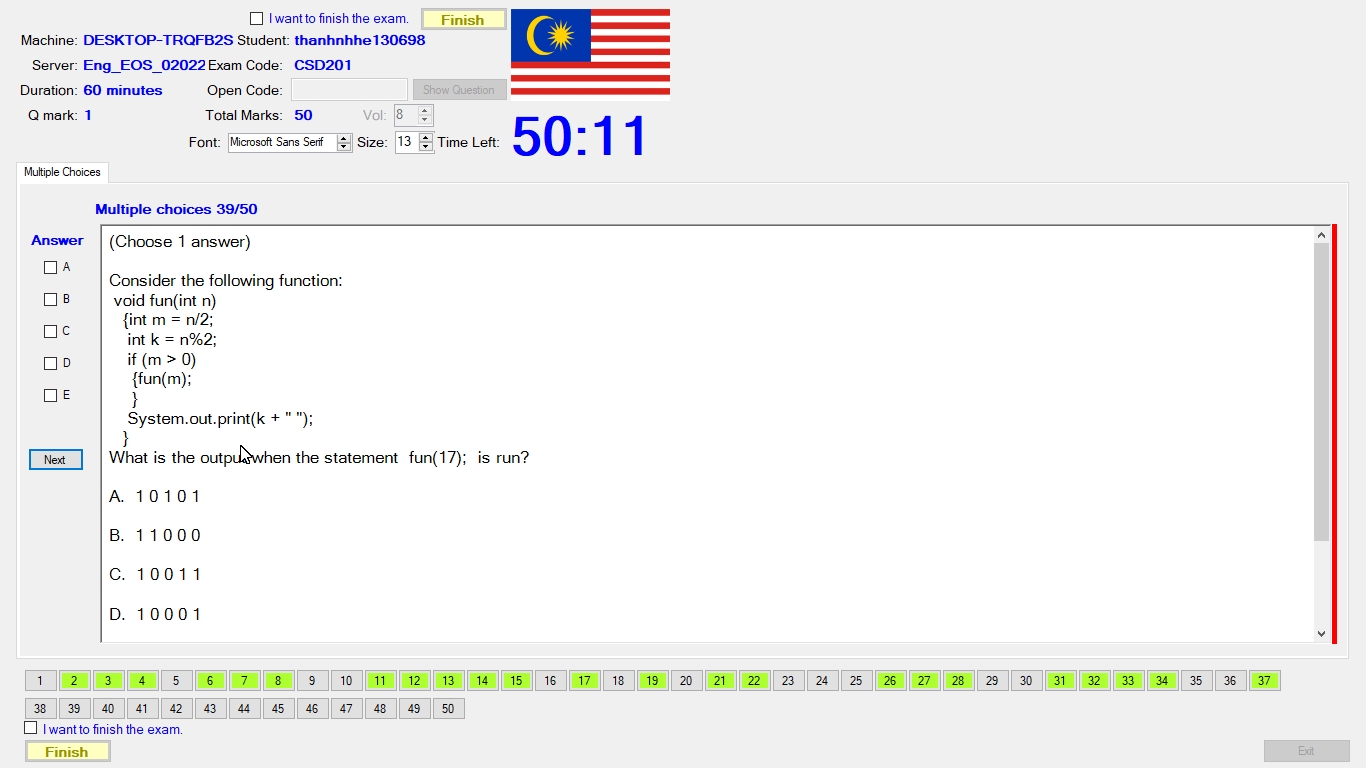 I want to finish the exam. Finish
Machine: DESKTOP-TRQFB2S Student: thanhnhhe130698
Server: Eng_EOS_02022 Exam Code: CSD201
Duration: 60 minutes Open Code: Show Question
Q mark: 1 Total Marks: 50 Vol: 8
Font: Microsoft Sans Serif Size: 13 Time Left: 50:11
Multiple Choices
Multiple choices 39/50
Answer
A
B
C
D
E
Next
(Choose 1 answer)
Consider the following function:
void fun(int n)
{int m = n/2;
int k = n%2;
if (m > 0)
{fun(m);
}
System.out.print(k + " ");
}
What is the outpu when the statement fun(17); is run?
A. 1 0 1 0 1
B. 1 1 0 0 0
C. 1 0 0 1 1
D. 1 0 0 0 1
1 2 3 4 5 6 7 8 9 10 11 12 13 14 15 16 17 18 19 20 21 22 23 24 25 26 27 28 29 30 31 32 33 34 35 36 37
38 39 40 41 42 43 44 45 46 47 48 49 50
I want to finish the exam.
Finish Exit